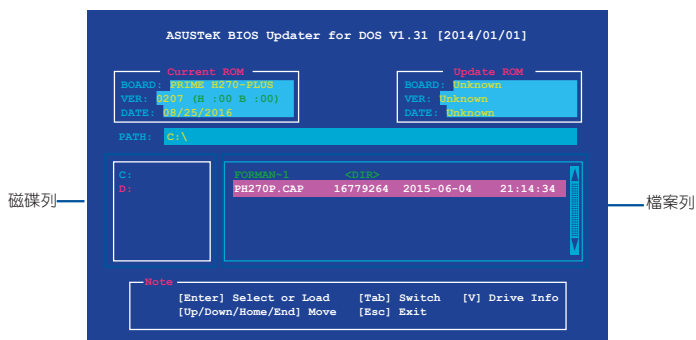 ASUSTeK BIOS Updater for DOS V1.31 [2014/01/01]
Current ROM
BOARD: PRIME H270-PLUS
VER: 0207 (H :00 B :00)
DATE: 08/25/2016
Update ROM
BOARD: Unknown
VER: Unknown
DATE: Unknown
PATH: C:\
C:
D:
FORMAN~1 <DIR>
PH270P.CAP 16779264 2015-06-04 21:14:34
磁碟列
檔案列
Note
[Enter] Select or Load [Tab] Switch [V] Drive Info
[Up/Down/Home/End] Move [Esc] Exit